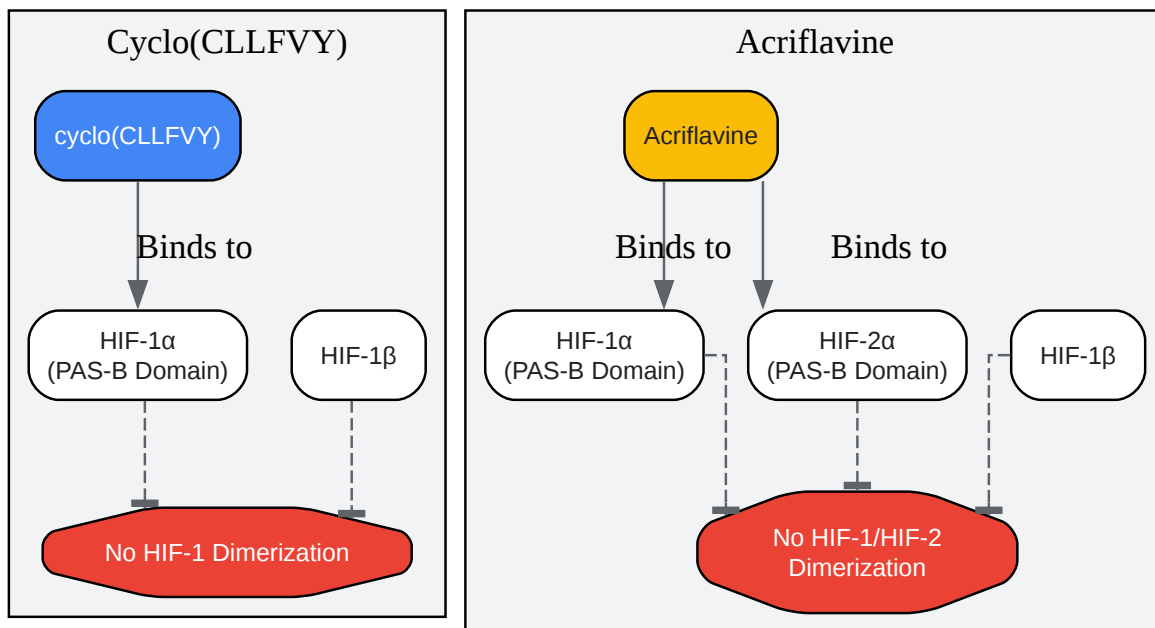 Cyclo(CLLFVY)
cyclo(CLLFVY)
Binds to
HIF-1α
(PAS-B Domain)
HIF-1β
No HIF-1 Dimerization
Acriflavine
Acriflavine
Binds to
Binds to
HIF-1α
(PAS-B Domain)
HIF-2α
(PAS-B Domain)
HIF-1β
No HIF-1/HIF-2
Dimerization